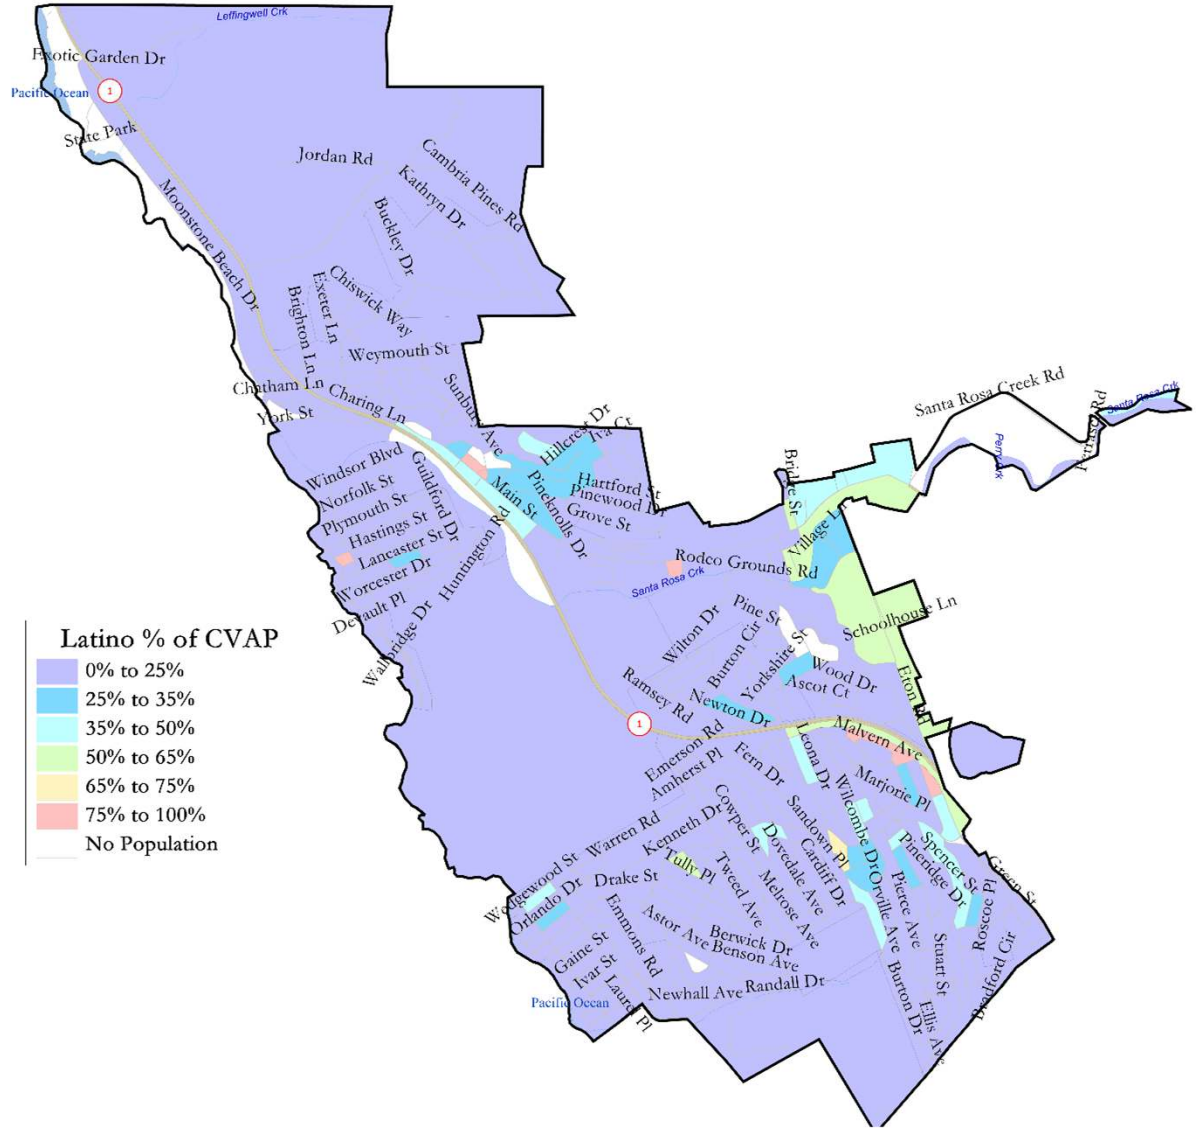 Leffingwell Crk
Exotic Garden Dr
Pacific Ocean
1
State Park
Jordan Rd
Cambria Pines Rd
Kathryn Dr
Buckley Dr
Moonstone Beach Dr
Chiswick Way
Exeter Ln
Brighton Ln
Weymouth St
Chatham Ln
Charing Ln
York St
Sunbury Ave
Hillcrest Dr
Iva Ct
Santa Rosa Creek Rd
Santa Rosa Crk
Perry Crk
Windsor Blvd
Norfolk St
Plymouth St
Hastings St
Lancaster St
Worcester Dr
Devault Pl
Wallbridge Dr
Guildford Dr
Huntington Rd
Main St
Pineknolls Dr
Hartford St
Pinewood Dr
Grove St
Bridge St
Village Ln
Rodeo Grounds Rd
Santa Rosa Crk
Schoolhouse Ln
Eton Rd
Pine St
Wilton Dr
Burton Cir
Yorkshire St
Wood Dr
Ascot Ct
Ramsey Rd
Newton Dr
1
Malvern Ave
Emerson Rd
Amherst Pl
Fern Dr
Leona Dr
Marjorie Pl
Wilcombe Dr
Latino % of CVAP
0% to 25%
25% to 35%
35% to 50%
50% to 65%
65% to 75%
75% to 100%
No Population
Cowper St
Sandown Pl
Kenneth Dr
Warren Rd
Dovedale Ave
Cardiff Dr
Tully Pl
Tweed Ave
Melrose Ave
Spencer St
Pineridge Dr
Green St
Wedgewood St
Orlando Dr
Drake St
Emmons Rd
Astor Ave
Berwick Dr
Benson Ave
Orville Ave
Pierce Ave
Stuart St
Roscoe Pl
Bradford Cir
Gaine St
Ivar St
Laurel Pl
Pacific Ocean
Newhall Ave
Randall Dr
Burton Dr
Ellis Ave